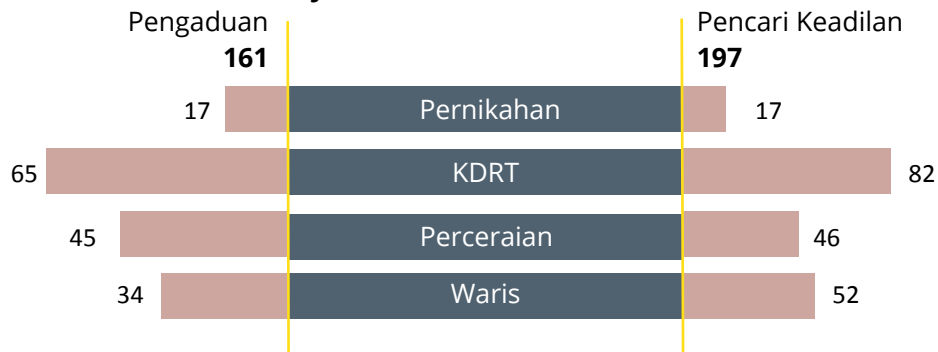 Pengaduan Pencari Keadilan
161 197
17 Pernikahan 17
65 KDRT 82
45 Perceraian 46
34 Waris 52